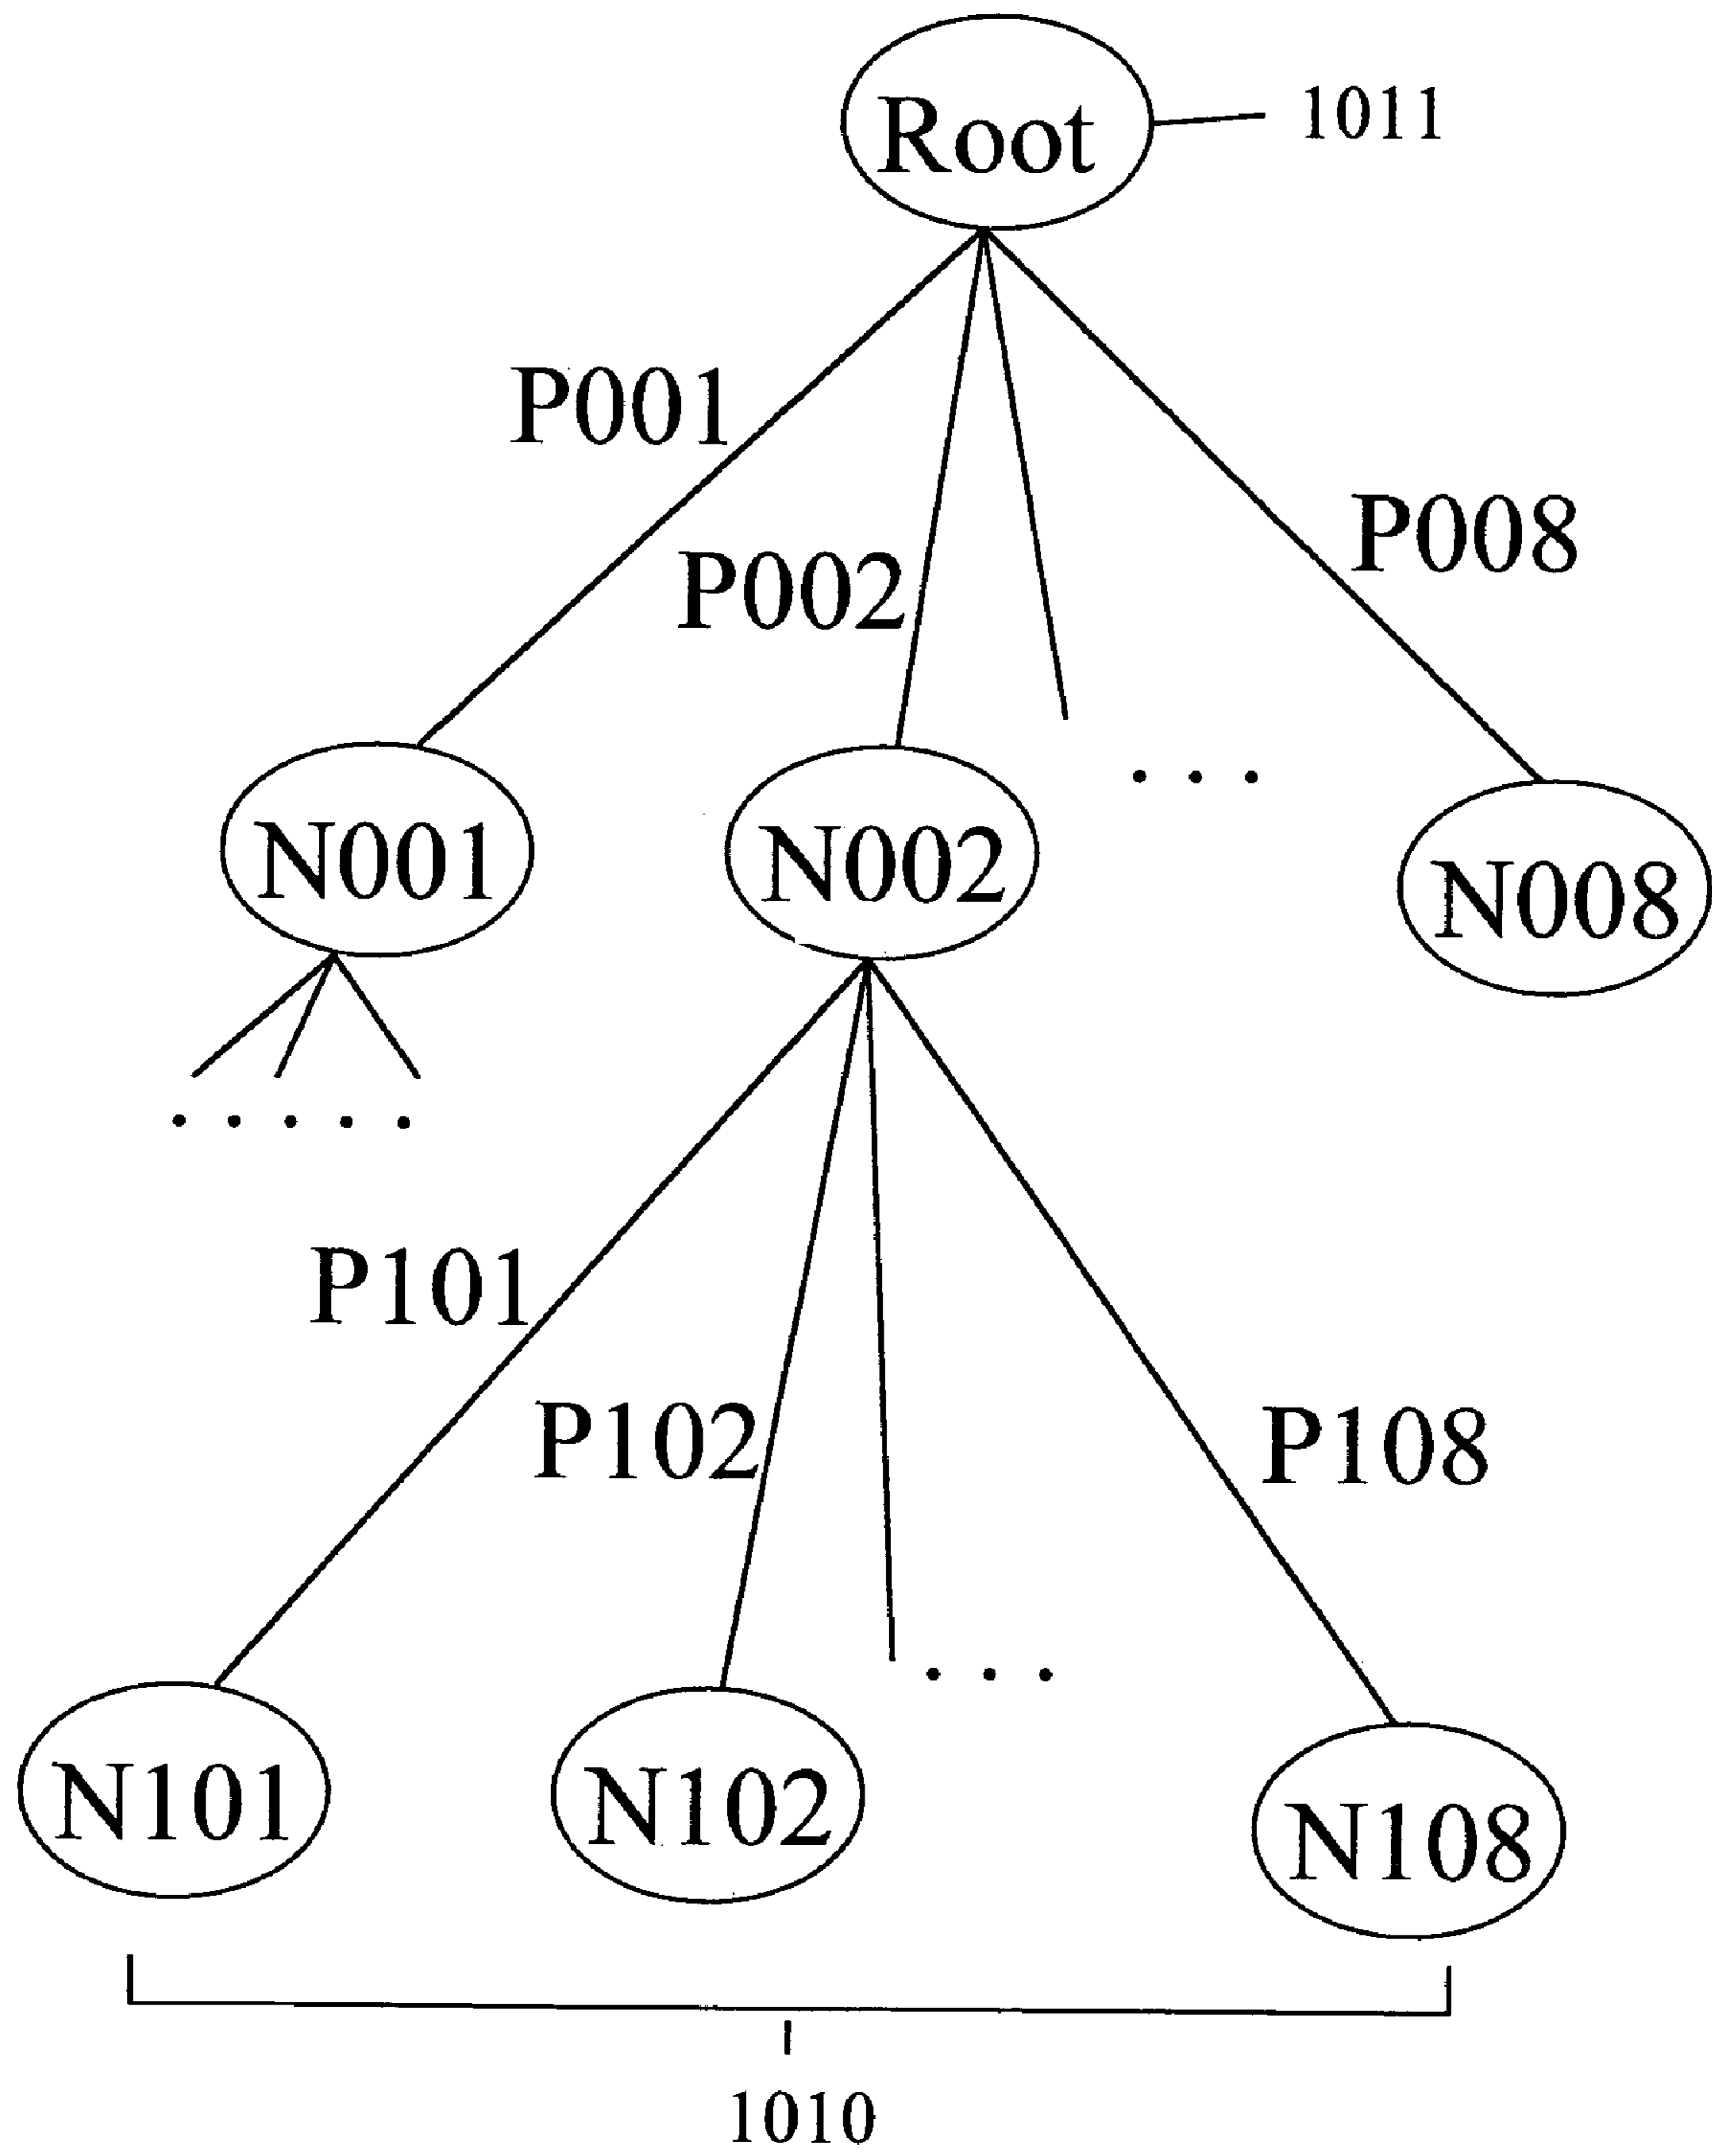 Root
1011
P001
P008
P002
N001
N002
. . .
N008
. . . . .
P101
P102
P108
. . .
N101
N102
N108
1010